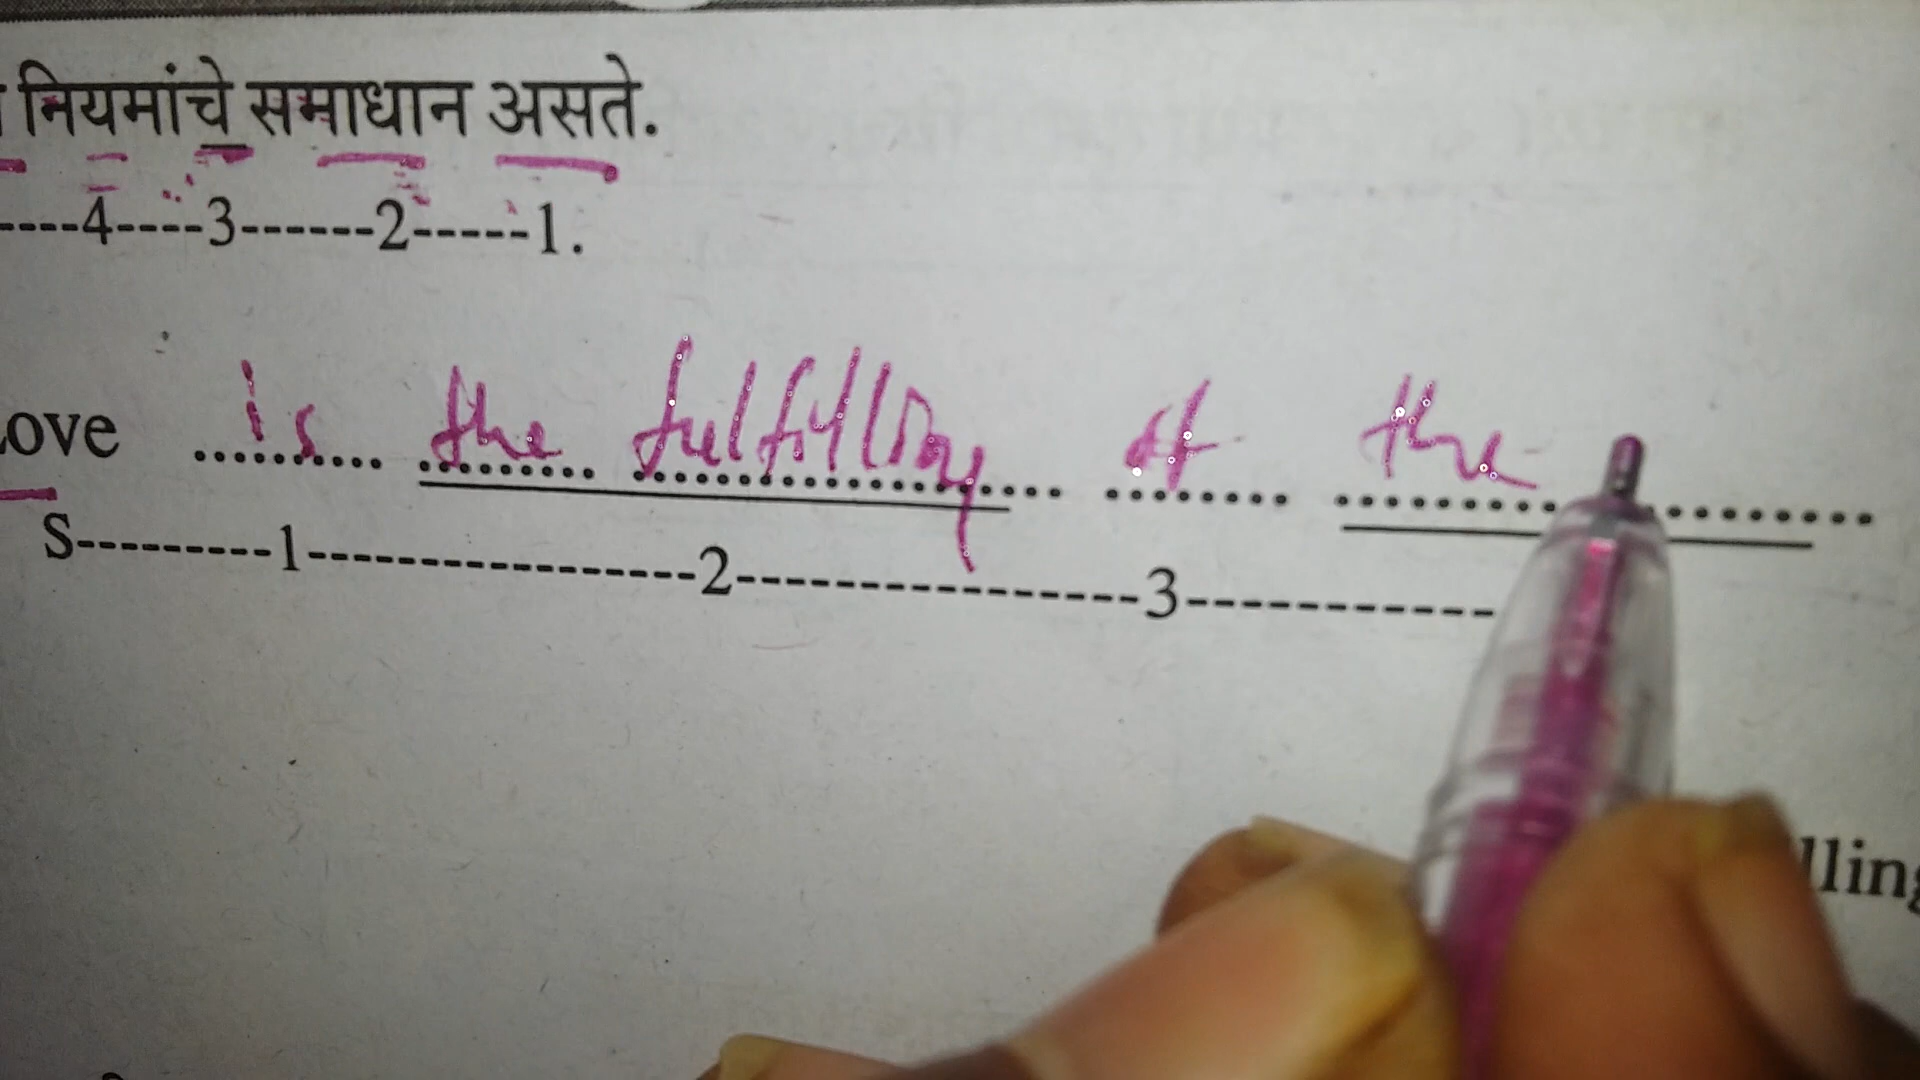 नियमांचे समाधान असते.
----4----3------2-----1.
ove is the fulfilling of the
S---------1----------------2----------------3------------
lling